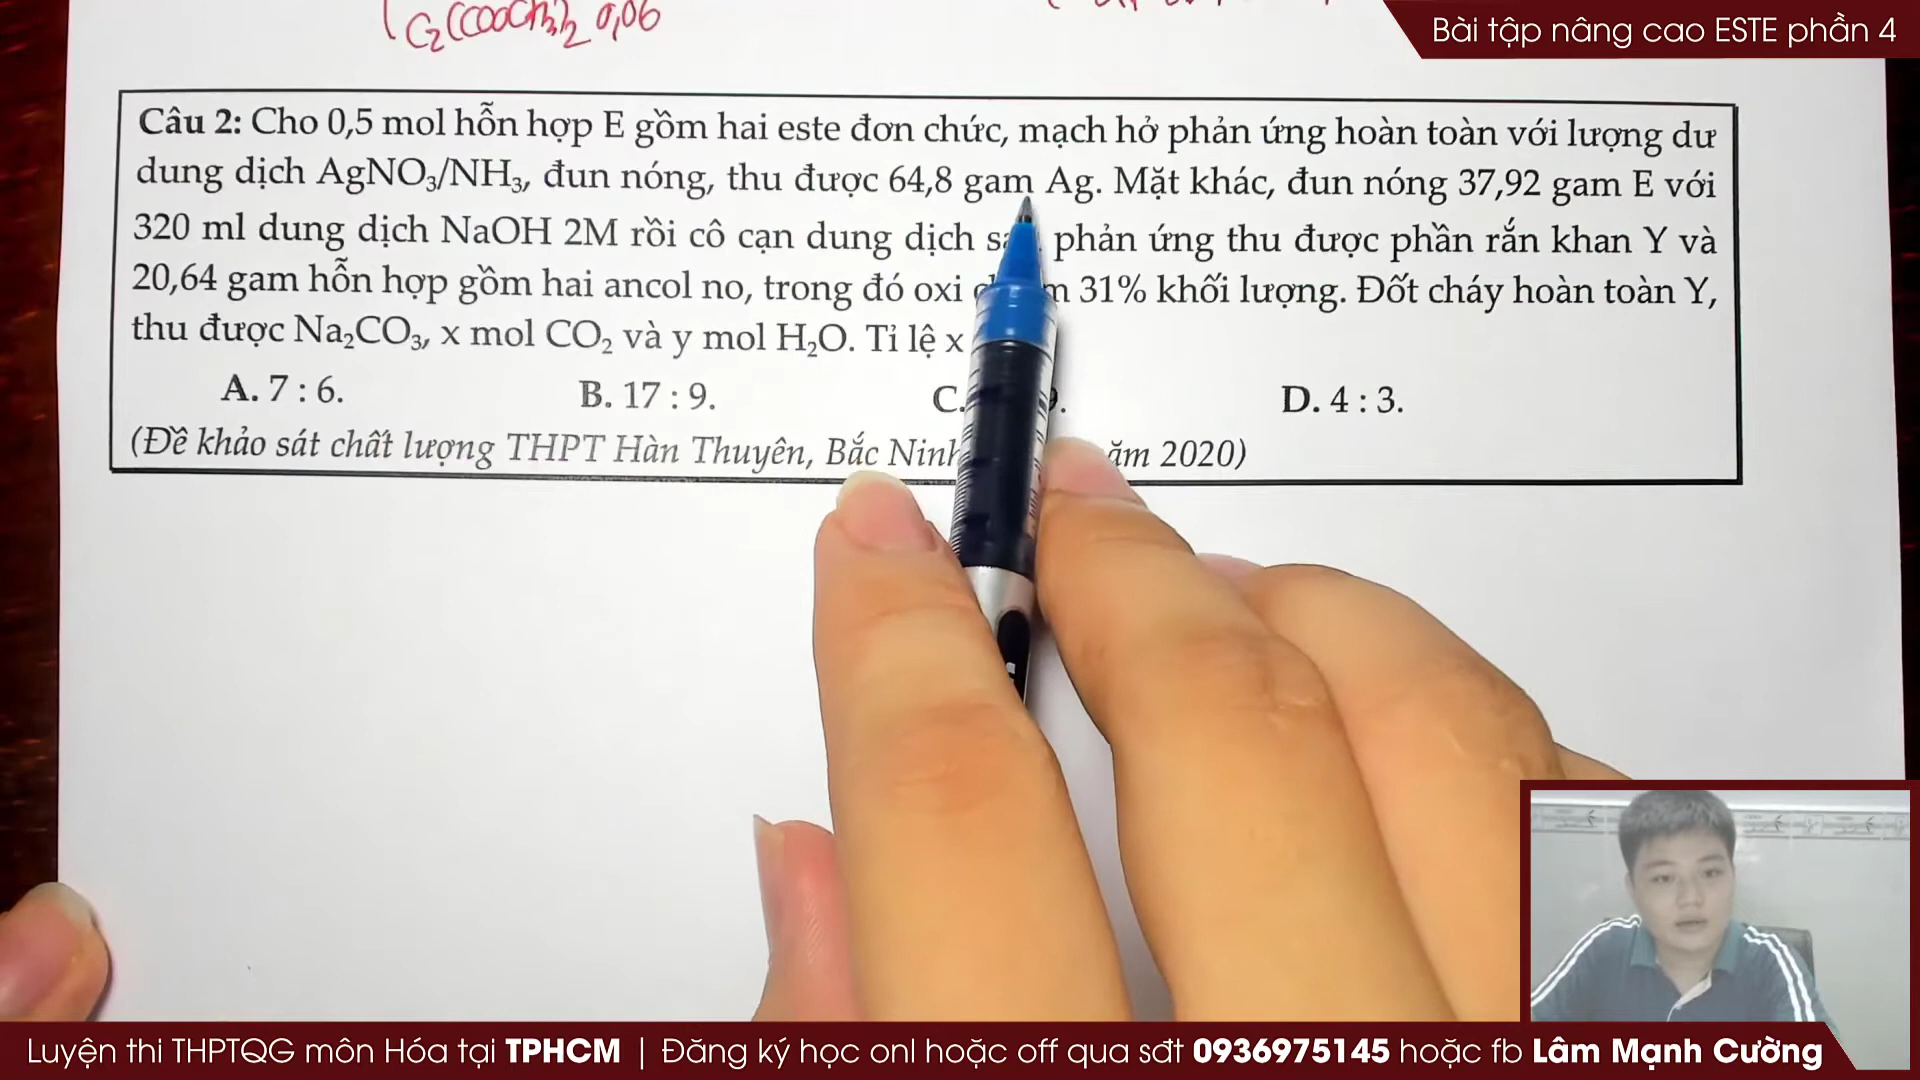 C₂(COOCH₃)₂ 0,06
Bài tập nâng cao ESTE phần 4
Câu 2: Cho 0,5 mol hỗn hợp E gồm hai este đơn chức, mạch hở phản ứng hoàn toàn với lượng dư
dung dịch AgNO₃/NH₃, đun nóng, thu được 64,8 gam Ag. Mặt khác, đun nóng 37,92 gam E với
320 ml dung dịch NaOH 2M rồi cô cạn dung dịch phản ứng thu được phần rắn khan Y và
20,64 gam hỗn hợp gồm hai ancol no, trong đó oxi 31% khối lượng. Đốt cháy hoàn toàn Y,
thu được Na₂CO₃, x mol CO₂ và y mol H₂O. Tỉ lệ x
A. 7 : 6. B. 17 : 9. C. D. 4 : 3.
(Đề khảo sát chất lượng THPT Hàn Thuyên, Bắc Ninh 2020)
Luyện thi THPTQG môn Hóa tại TPHCM | Đăng ký học onl hoặc off qua sđt 0936975145 hoặc fb Lâm Mạnh Cường